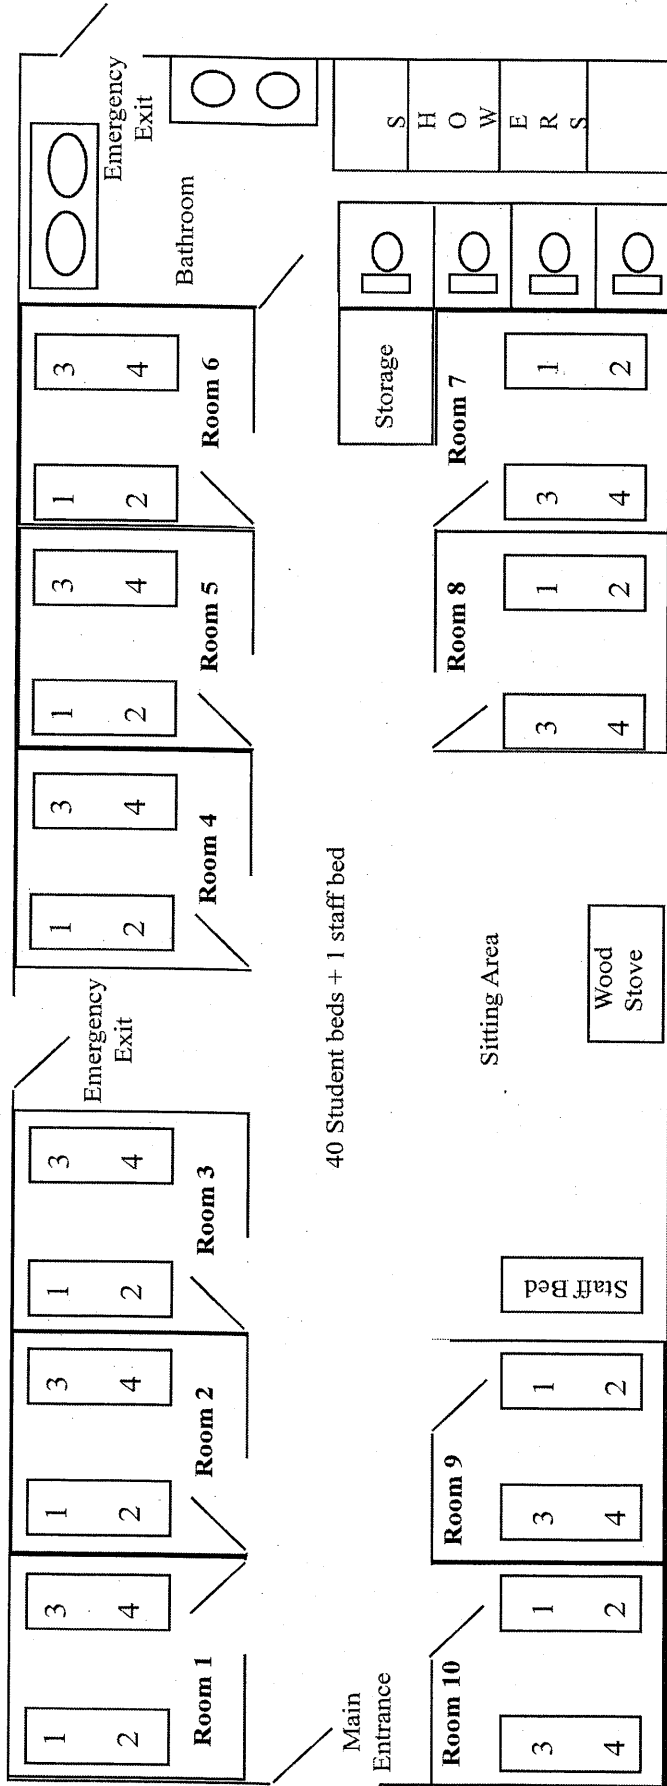 1
2
3
4
Room 1
1
2
3
4
Room 2
1
2
3
4
Room 3
Emergency
Exit
1
2
3
4
Room 4
1
2
3
4
Room 5
1
2
3
4
Room 6
Bathroom
Emergency
Exit
Main
Entrance
40 Student beds + 1 staff bed
Storage
S
H
O
W
E
R
S
Room 10
3
4
1
2
Room 9
3
4
1
2
Staff Bed
Sitting Area
Wood
Stove
Room 8
3
4
1
2
Room 7
3
4
1
2